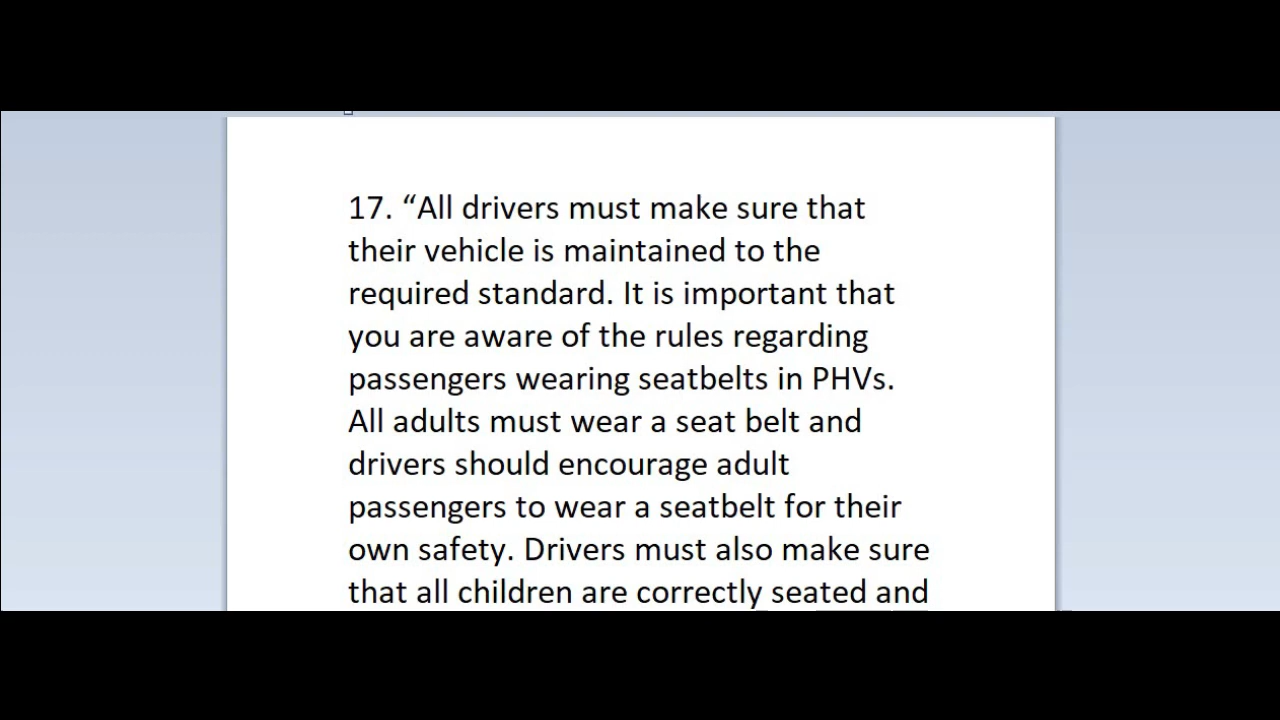 17. “All drivers must make sure that
their vehicle is maintained to the
required standard. It is important that
you are aware of the rules regarding
passengers wearing seatbelts in PHVs.
All adults must wear a seat belt and
drivers should encourage adult
passengers to wear a seatbelt for their
own safety. Drivers must also make sure
that all children are correctly seated and